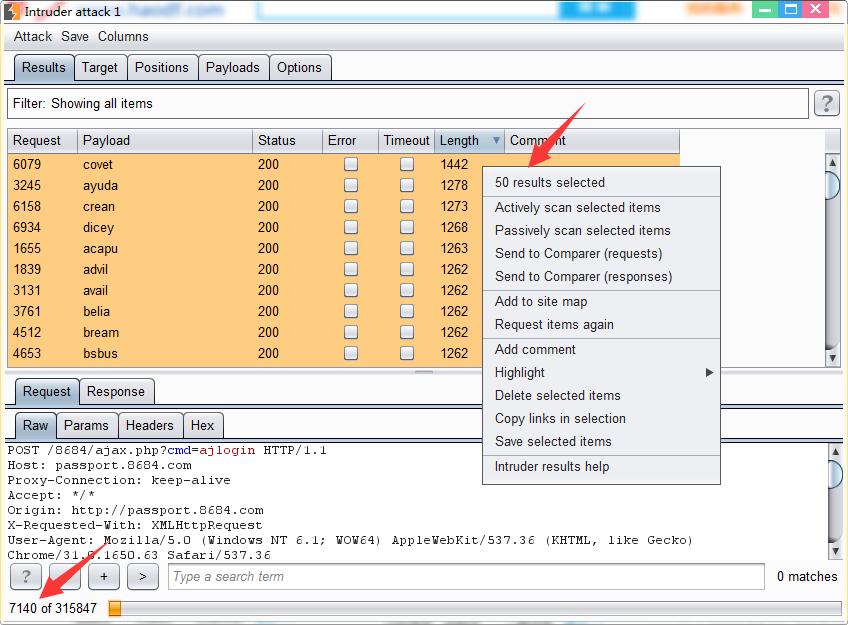 Intruder attack 1
Attack Save Columns
Results Target Positions Payloads Options
Filter: Showing all items ?
Request Payload Status Error Timeout Length Comment
6079 covet 200 1442
3245 ayuda 200 1278
6158 crean 200 1273
6934 dicey 200 1268
1655 acapu 200 1263
1839 advil 200 1262
3131 avail 200 1262
3761 belia 200 1262
4512 bream 200 1262
4653 bsbus 200 1262
50 results selected
Actively scan selected items
Passively scan selected items
Send to Comparer (requests)
Send to Comparer (responses)
Add to site map
Request items again
Add comment
Highlight
Delete selected items
Copy links in selection
Save selected items
Intruder results help
Request Response
Raw Params Headers Hex
POST /8684/ajax.php?cmd=ajlogin HTTP/1.1
Host: passport.8684.com
Proxy-Connection: keep-alive
Accept: */*
Origin: http://passport.8684.com
X-Requested-With: XMLHttpRequest
User-Agent: Mozilla/5.0 (Windows NT 6.1; WOW64) AppleWebKit/537.36 (KHTML, like Gecko)
Chrome/31.0.1650.63 Safari/537.36
? + > Type a search term 0 matches
7140 of 315847